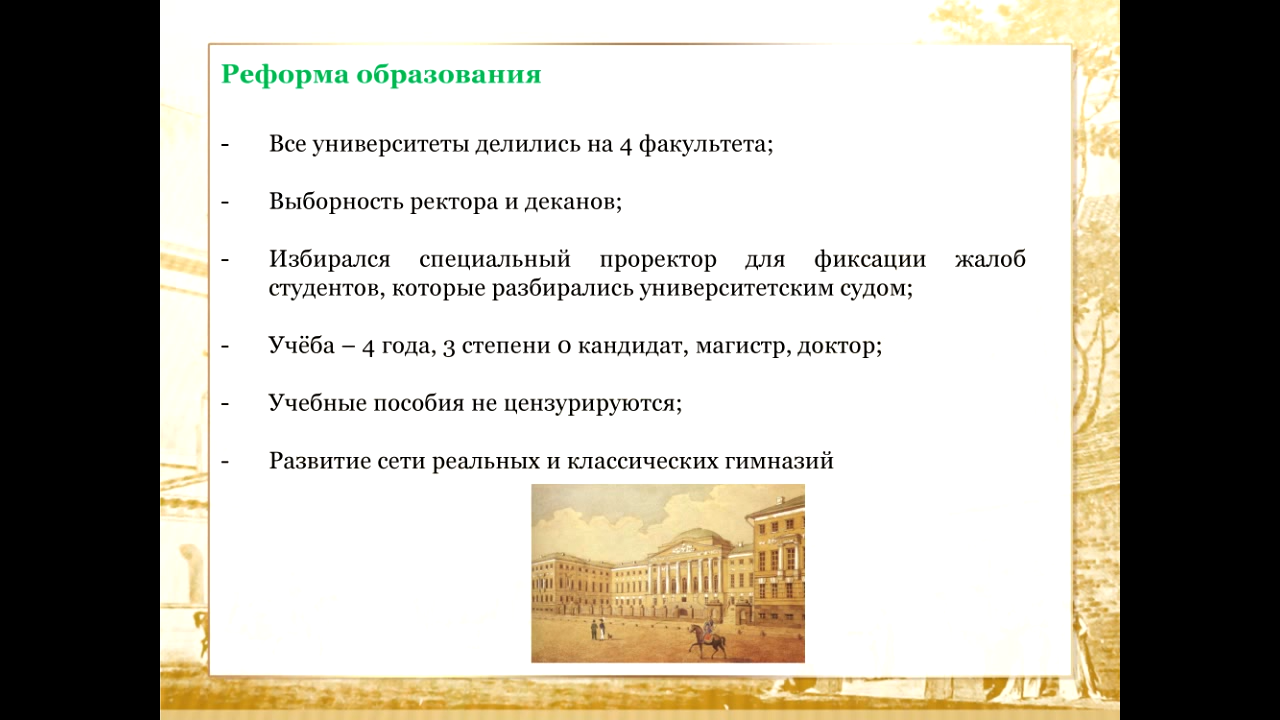 Реформа образования
- Все университеты делились на 4 факультета;
- Выборность ректора и деканов;
- Избирался специальный проректор для фиксации жалоб
студентов, которые разбирались университетским судом;
- Учёба – 4 года, 3 степени 0 кандидат, магистр, доктор;
- Учебные пособия не цензурируются;
- Развитие сети реальных и классических гимназий